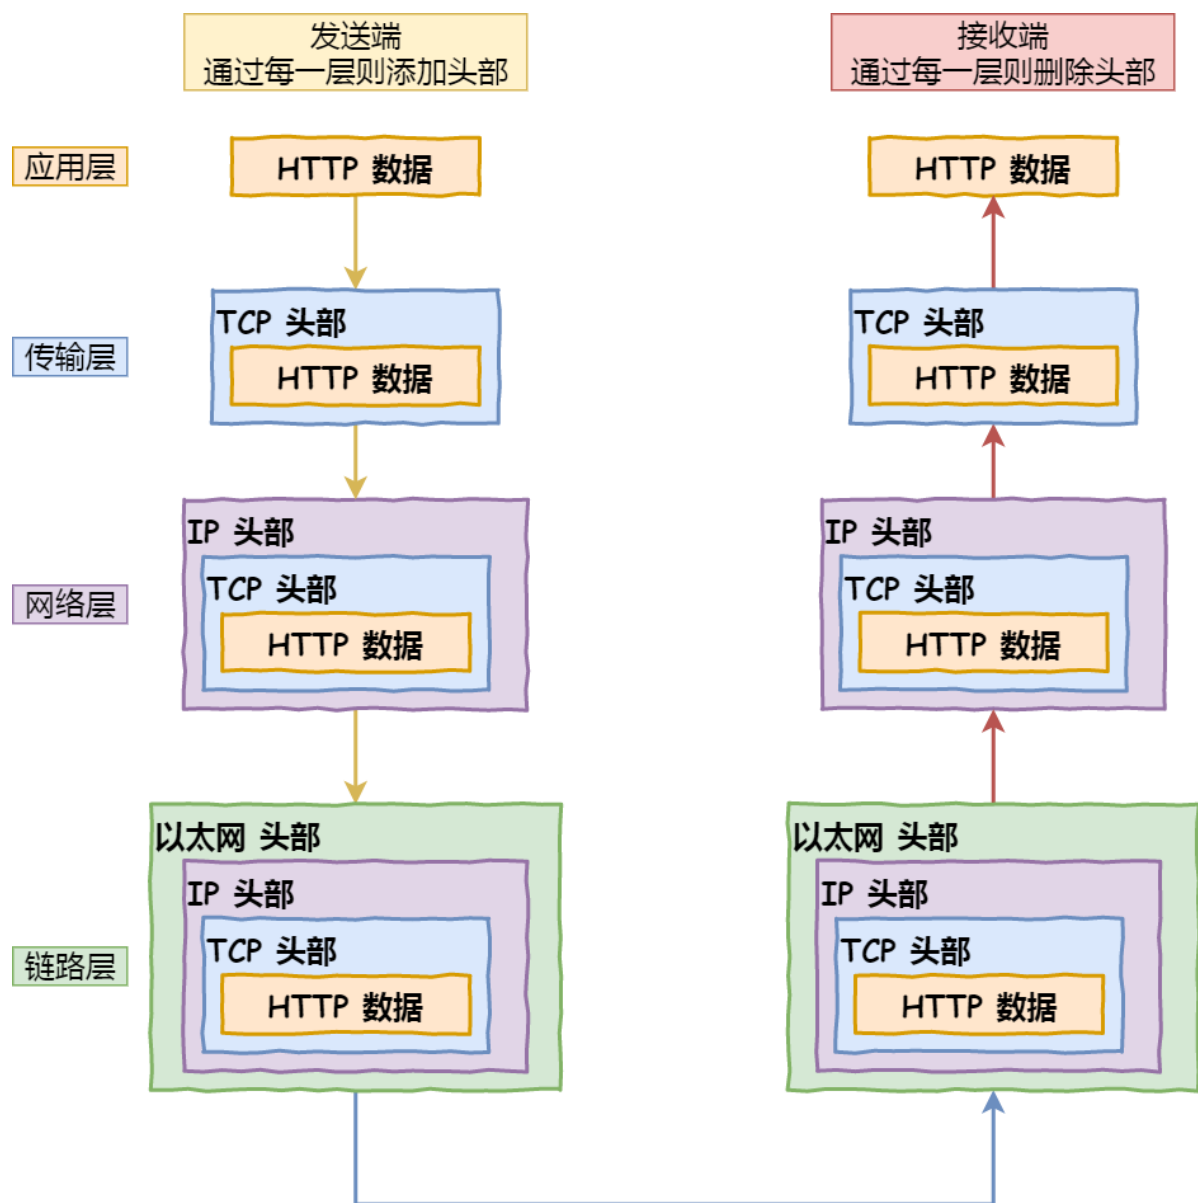 发送端
通过每一层则添加头部
接收端
通过每一层则删除头部
应用层
HTTP 数据
HTTP 数据
传输层
TCP 头部
HTTP 数据
TCP 头部
HTTP 数据
网络层
IP 头部
TCP 头部
HTTP 数据
IP 头部
TCP 头部
HTTP 数据
链路层
以太网 头部
IP 头部
TCP 头部
HTTP 数据
以太网 头部
IP 头部
TCP 头部
HTTP 数据